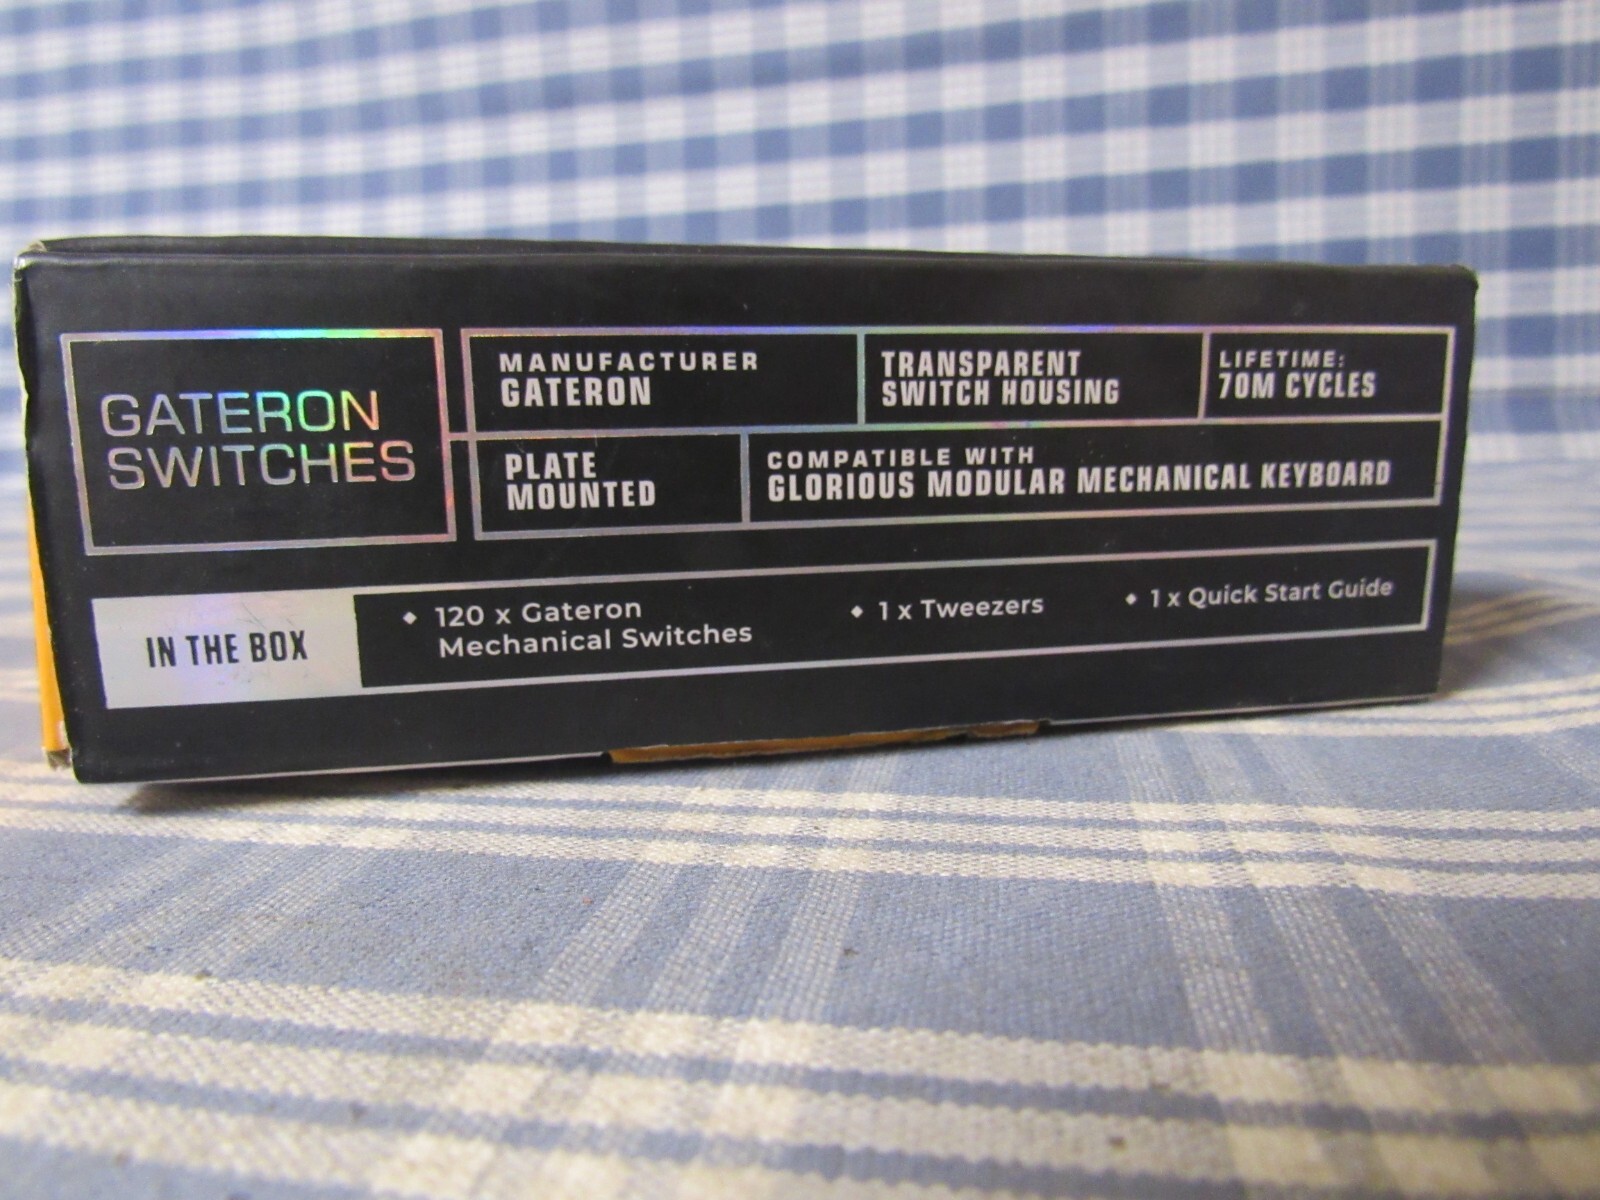 GATERON
SWITCHES
MANUFACTURER
GATERON
TRANSPARENT
SWITCH HOUSING
LIFETIME:
70M CYCLES
PLATE
MOUNTED
COMPATIBLE WITH
GLORIOUS MODULAR MECHANICAL KEYBOARD
IN THE BOX
◆ 120 x Gateron
Mechanical Switches
◆ 1 x Tweezers
◆ 1 x Quick Start Guide